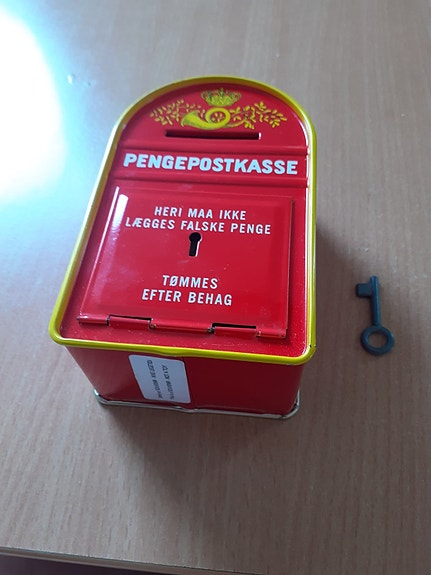 PENGEPOSTKASSE
HERI MAA IKKE
LÆGGES FALSKE PENGE
TØMMES
EFTER BEHAG